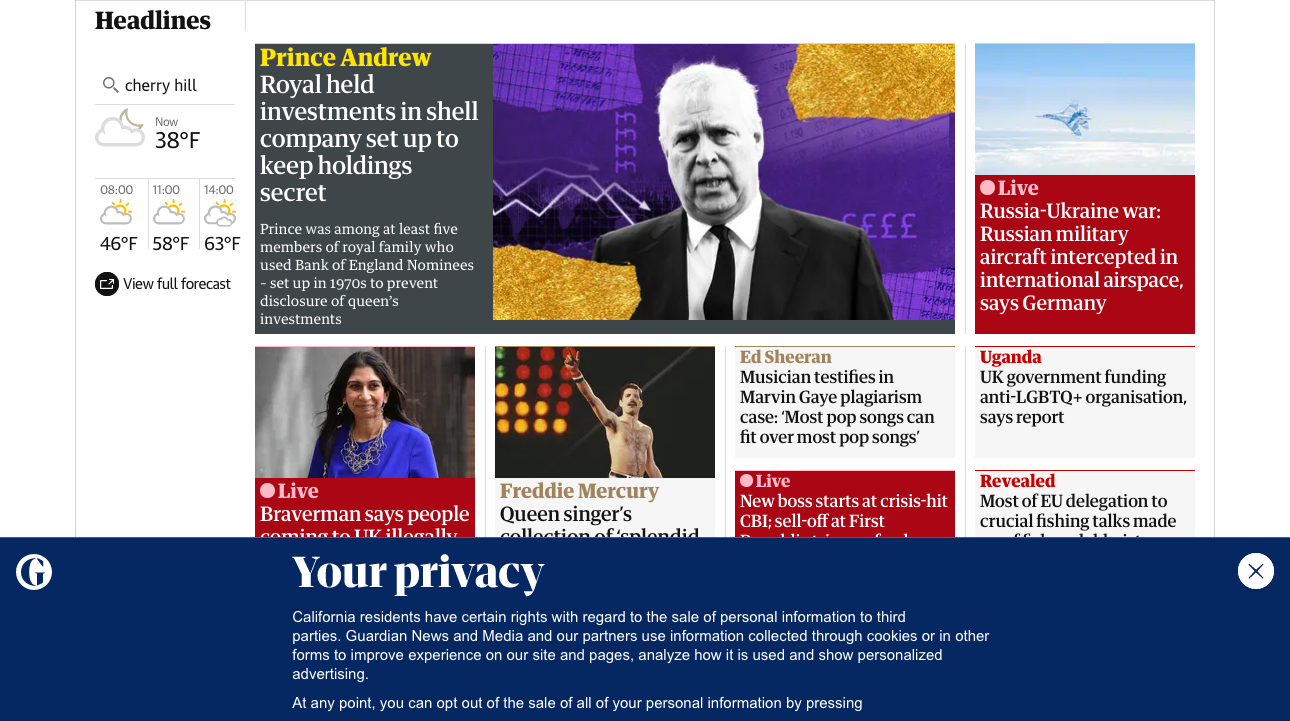 Headlines
cherry hill
Now
38°F
08:00
11:00
14:00
46°F
58°F
63°F
View full forecast
Prince Andrew
Royal held
investments in shell
company set up to
keep holdings
secret
Prince was among at least five
members of royal family who
used Bank of England Nominees
– set up in 1970s to prevent
disclosure of queen’s
investments
££££
££££
Live
Russia-Ukraine war:
Russian military
aircraft intercepted in
international airspace,
says Germany
Live
Braverman says people
coming to UK illegally
Freddie Mercury
Queen singer’s
collection of ‘splendid
Ed Sheeran
Musician testifies in
Marvin Gaye plagiarism
case: ‘Most pop songs can
fit over most pop songs’
Live
New boss starts at crisis-hit
CBI; sell-off at First
Uganda
UK government funding
anti-LGBTQ+ organisation,
says report
Revealed
Most of EU delegation to
crucial fishing talks made
Your privacy
California residents have certain rights with regard to the sale of personal information to third
parties. Guardian News and Media and our partners use information collected through cookies or in other
forms to improve experience on our site and pages, analyze how it is used and show personalized
advertising.
At any point, you can opt out of the sale of all of your personal information by pressing